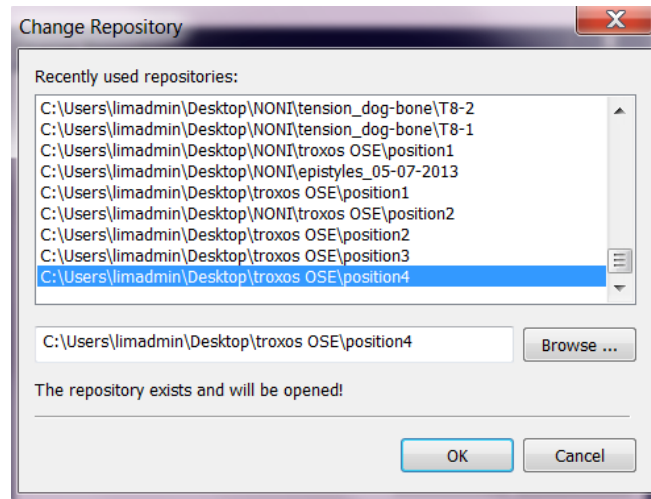 Change Repository
Recently used repositories:
C:\Users\limadmin\Desktop\NONI\tension_dog-bone\T8-2
C:\Users\limadmin\Desktop\NONI\tension_dog-bone\T8-1
C:\Users\limadmin\Desktop\NONI\troxos OSE\position1
C:\Users\limadmin\Desktop\NONI\epistyles_05-07-2013
C:\Users\limadmin\Desktop\troxos OSE\position1
C:\Users\limadmin\Desktop\NONI\troxos OSE\position2
C:\Users\limadmin\Desktop\troxos OSE\position2
C:\Users\limadmin\Desktop\troxos OSE\position3
C:\Users\limadmin\Desktop\troxos OSE\position4
C:\Users\limadmin\Desktop\troxos OSE\position4
Browse ...
The repository exists and will be opened!
OK
Cancel